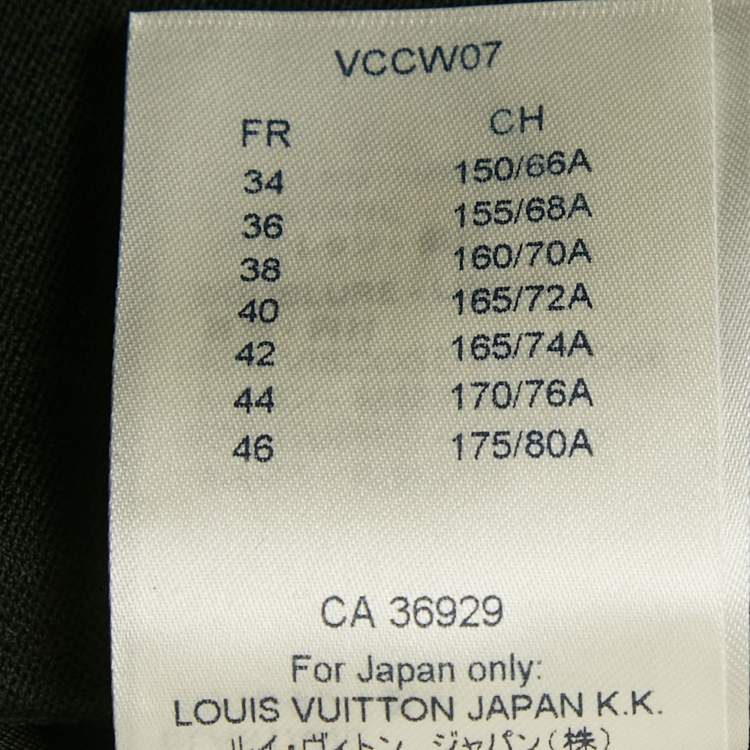 VCCW07
FR CH
34 150/66A
36 155/68A
38 160/70A
40 165/72A
42 165/74A
44 170/76A
46 175/80A
CA 36929
For Japan only:
LOUIS VUITTON JAPAN K.K.
ルイ・ヴィトン ジャパン(株)